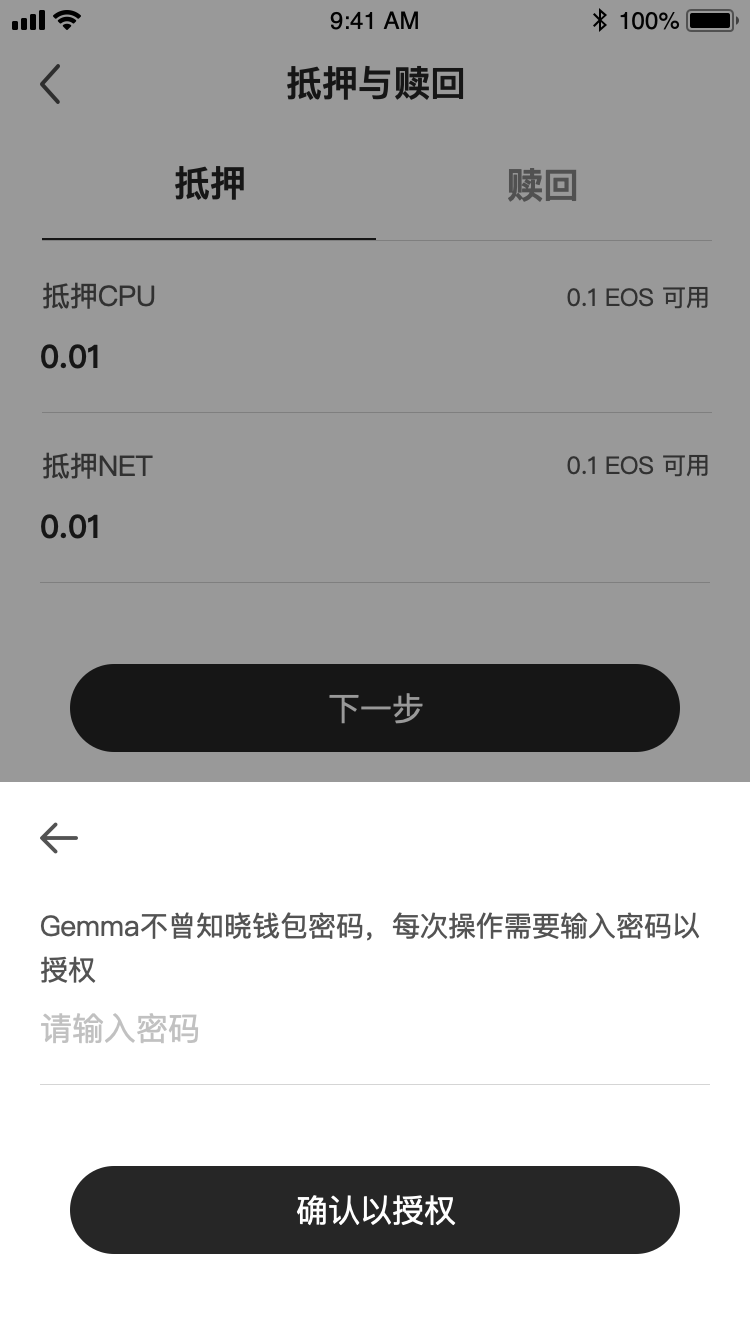 9:41 AM 100%
抵押与赎回
抵押 赎回
抵押CPU 0.1 EOS 可用
0.01
抵押NET 0.1 EOS 可用
0.01
下一步
Gemma不曾知晓钱包密码，每次操作需要输入密码以
授权
请输入密码
确认以授权